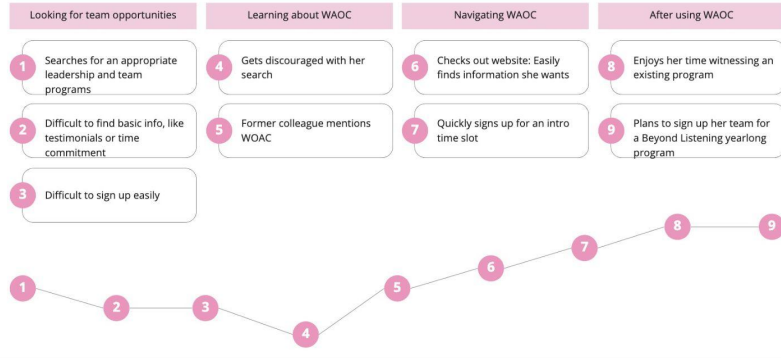 Looking for team opportunities
Learning about WAOC
Navigating WAOC
After using WAOC
1
Searches for an appropriate
leadership and team
programs
2
Difficult to find basic info, like
testimonials or time
commitment
3
Difficult to sign up easily
4
Gets discouraged with her
search
5
Former colleague mentions
WOAC
6
Checks out website: Easily
finds information she wants
7
Quickly signs up for an intro
time slot
8
Enjoys her time witnessing an
existing program
9
Plans to sign up her team for
a Beyond Listening yearlong
program
1
2
3
4
5
6
7
8
9